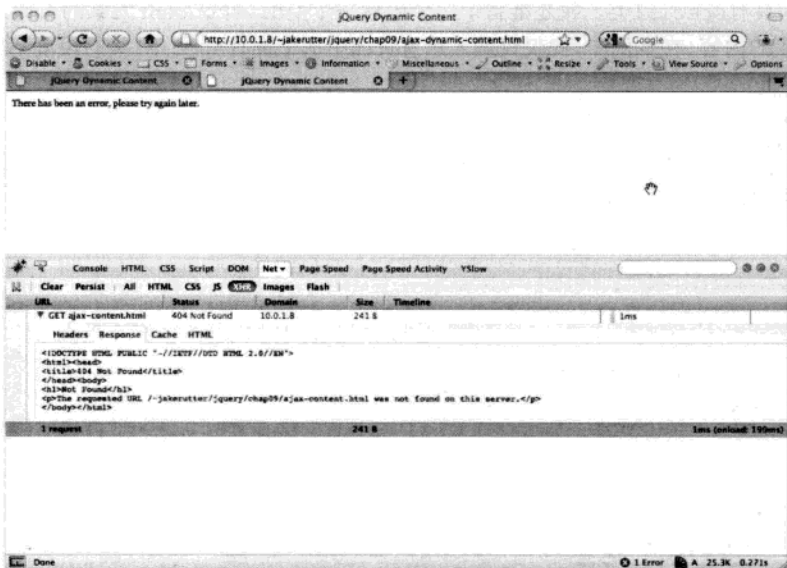 jQuery Dynamic Content
http://10.0.1.8/~jakerutter/jquery/chap09/ajax-dynamic-content.html
Google
Disable Cookies CSS Forms Images Information Miscellaneous Outline Resize Tools View Source Options
jQuery Dynamic Content jQuery Dynamic Content
There has been an error, please try again later.
Console HTML CSS Script DOM Net Page Speed Page Speed Activity YSlow
Clear Persist All HTML CSS JS XHR Images Flash
URL Status Domain Size Timeline
GET ajax-content.html 404 Not Found 10.0.1.8 241 B 1ms
Headers Response Cache HTML
<!DOCTYPE HTML PUBLIC "-//IETF//DTD HTML 2.0//EN">
<html><head>
<title>404 Not Found</title>
</head><body>
<h1>Not Found</h1>
<p>The requested URL /~jakerutter/jquery/chap09/ajax-content.html was not found on this server.</p>
</body></html>
1 request 241 B 1ms (onload: 190ms)
Done 1 Error A 25.3K 0.271s